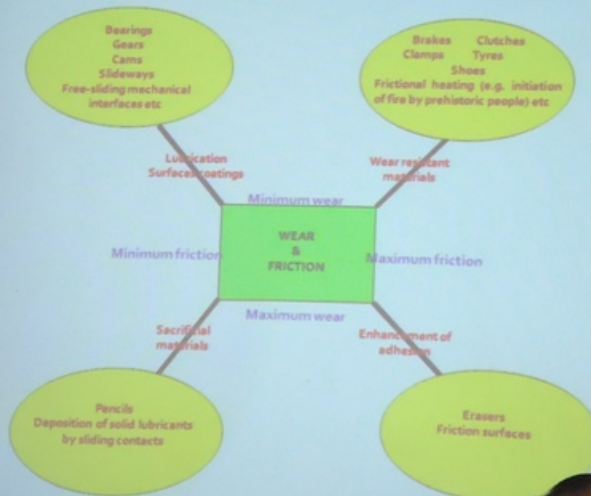 Bearings
Gears
Cams
Slideways
Free-sliding mechanical
interfaces etc
Brakes Clutches
Clamps Tyres
Shoes
Frictional heating (e.g. initiation
of fire by prehistoric people) etc
Lubrication
Surfaces coatings
Wear resistant
materials
Minimum wear
Minimum friction
WEAR
&
FRICTION
Maximum friction
Maximum wear
Sacrificial
materials
Enhancement of
adhesion
Pencils
Deposition of solid lubricants
by sliding contacts
Erasers
Friction surfaces